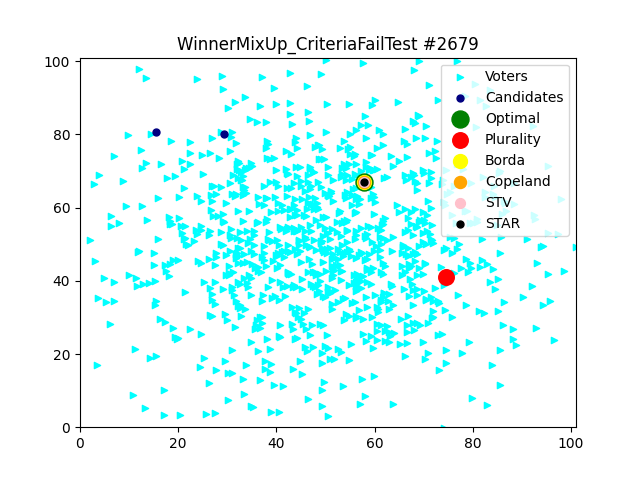 WinnerMixUp_CriteriaFailTest #2679
100
80
60
40
20
0
0
20
40
60
80
100
Voters
Candidates
Optimal
Plurality
Borda
Copeland
STV
STAR